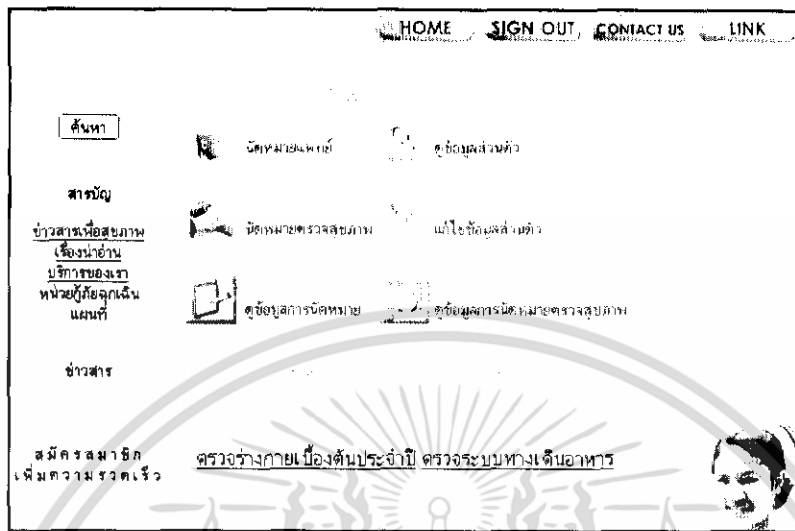 HOME SIGN OUT CONTACT US LINK
ค้นหา
นัดหมายแพทย์ ดูข้อมูลส่วนตัว
สารบัญ
ข่าวสารเพื่อสุขภาพ
นัดหมายตรวจสุขภาพ แก้ไขข้อมูลส่วนตัว
เรื่องน่าอ่าน
บริการของเรา
หน่วยกู้ภัยฉุกเฉิน
แผนที่
ดูข้อมูลการนัดหมาย ดูข้อมูลการนัดหมายตรวจสุขภาพ
ข่าวสาร
สมัครสมาชิก
เพิ่มความรวดเร็ว
ตรวจร่างกายเบื้องต้นประจำปี ตรวจระบบทางเดินอาหาร